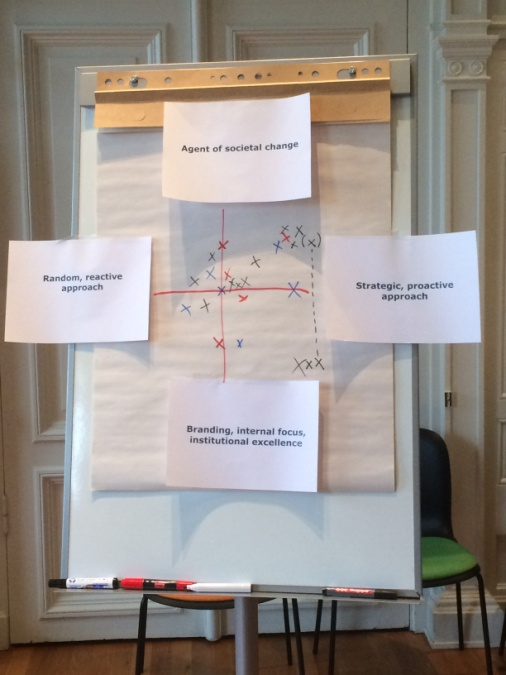 Agent of societal change
Random, reactive
approach
Strategic, proactive
approach
Branding, internal focus,
institutional excellence